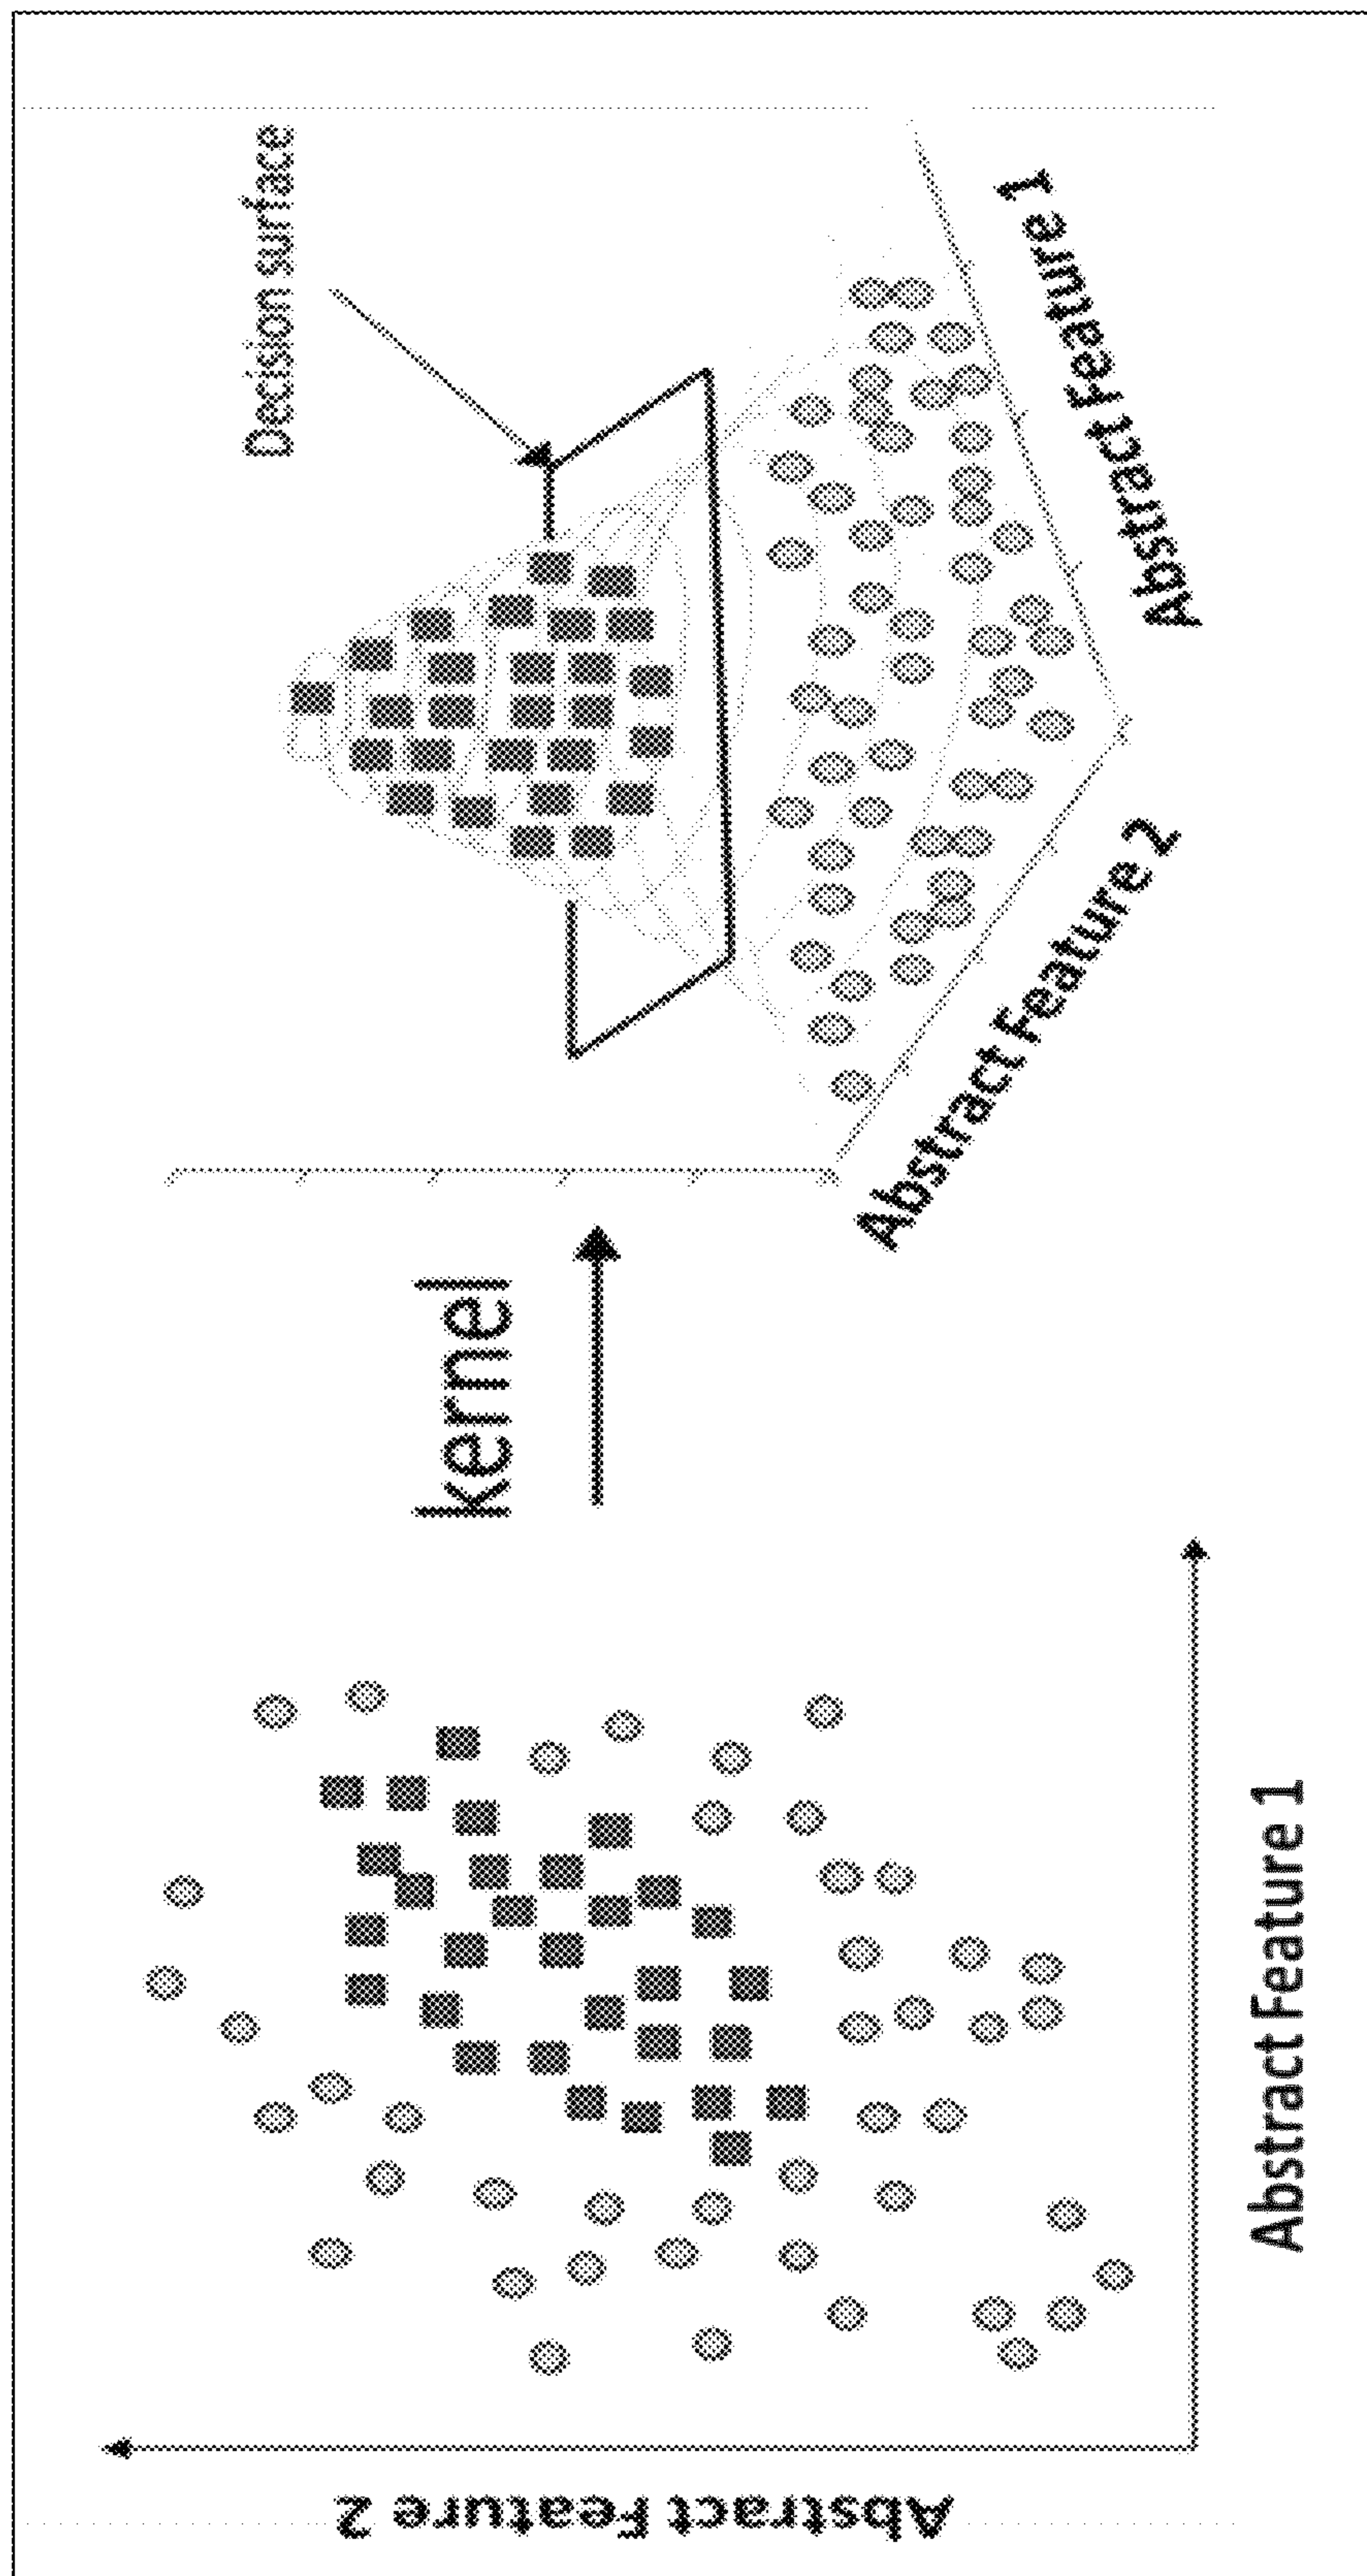 Abstract Feature 2
Abstract Feature 1
kernel
Decision surface
Abstract Feature 2
Abstract Feature 1